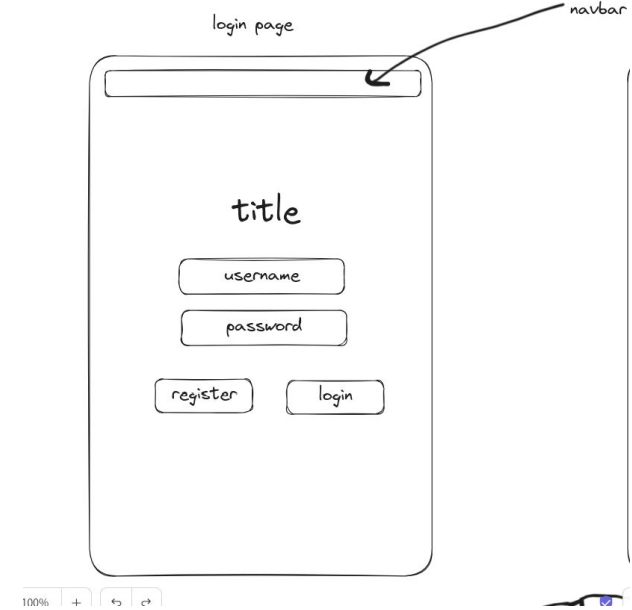 navbar
login page
title
username
password
register
login
100%